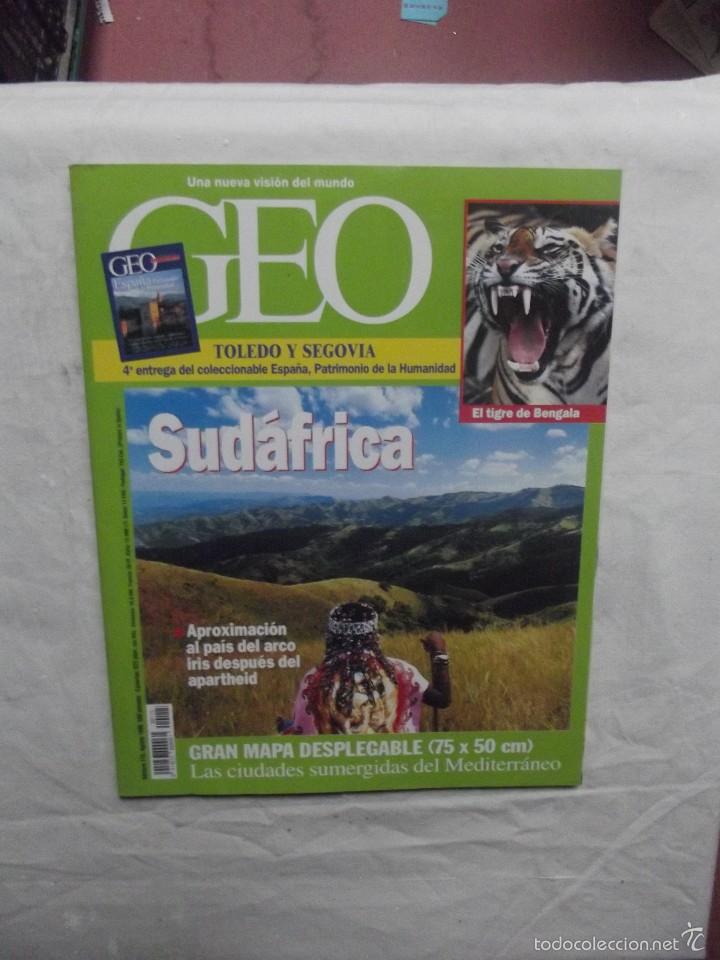 Una nueva visión del mundo
GEO
GEO
España
TOLEDO Y SEGOVIA
4ª entrega del coleccionable España, Patrimonio de la Humanidad
El tigre de Bengala
Sudáfrica
Aproximación
al país del arco
iris después del
apartheid
GRAN MAPA DESPLEGABLE (75 x 50 cm)
Las ciudades sumergidas del Mediterráneo
todocoleccion.net